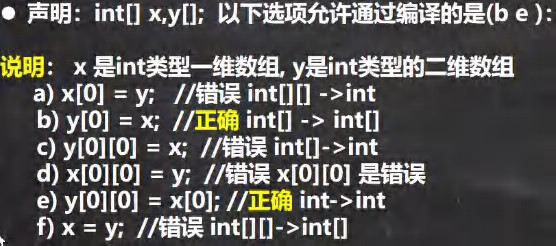 ● 声明：int[] x,y[]; 以下选项允许通过编译的是(b e )：
说明： x 是int类型一维数组, y是int类型的二维数组
a) x[0] = y; //错误 int[][] ->int
b) y[0] = x; //正确 int[] -> int[]
c) y[0][0] = x; //错误 int[]->int
d) x[0][0] = y; //错误 x[0][0] 是错误
e) y[0][0] = x[0]; //正确 int->int
f) x = y; //错误 int[][]->int[]